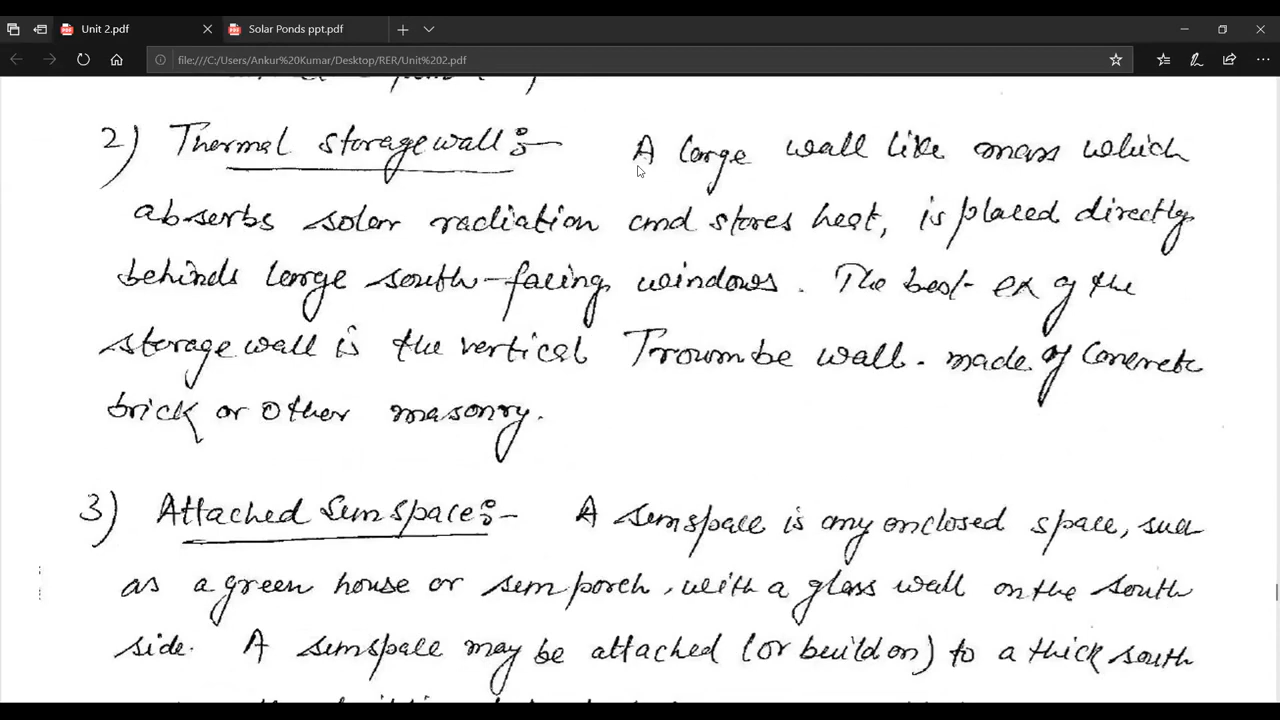 Unit 2.pdf
Solar Ponds ppt.pdf
file:///C:/Users/Ankur%20Kumar/Desktop/RER/Unit%202.pdf
2) Thermal storage wall:- A large wall like mass which
absorbs solar radiation and stores heat, is placed directly
behinds large south-facing windows. The best ex of the
storage wall is the vertical Troumbe wall. made of Concrete
brick or other masonry.
3) Attached Sunspace:- A sunspace is any enclosed space, such
as a green house or sun porch, with a glass wall on the south
side. A sunspace may be attached (or build on) to a thick south